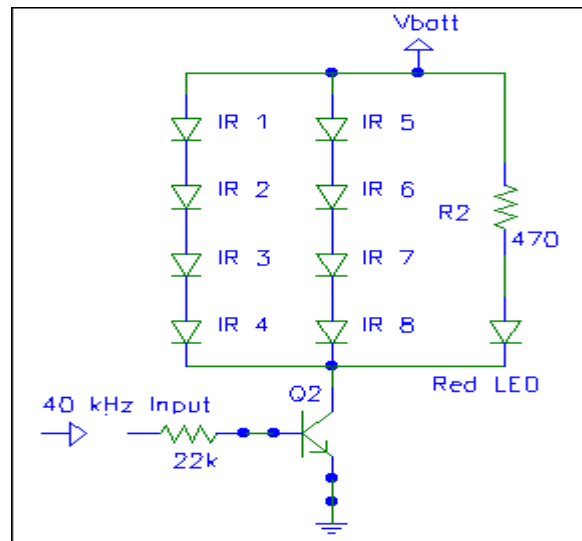 Vbatt
IR 1
IR 5
IR 2
IR 6
R2
470
IR 3
IR 7
IR 4
IR 8
Red LED
Q2
40 kHz Input
22k